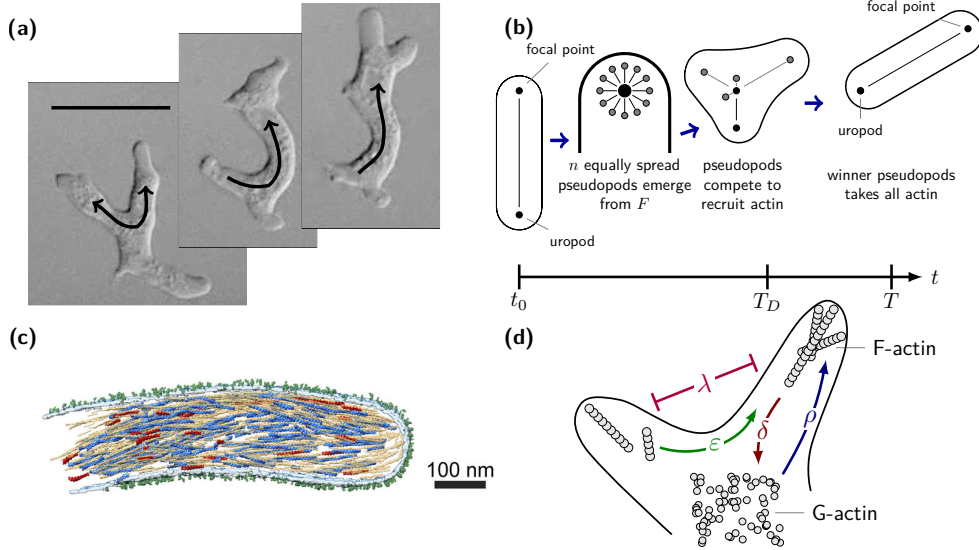 (a)
(b)
focal point
uropod
n equally spread
pseudopods emerge
from F
pseudopods
compete to
recruit actin
focal point
uropod
winner pseudopods
takes all actin
t₀
T_D
T
t
(c)
100 nm
(d)
F-actin
λ
ε
δ
ρ
G-actin